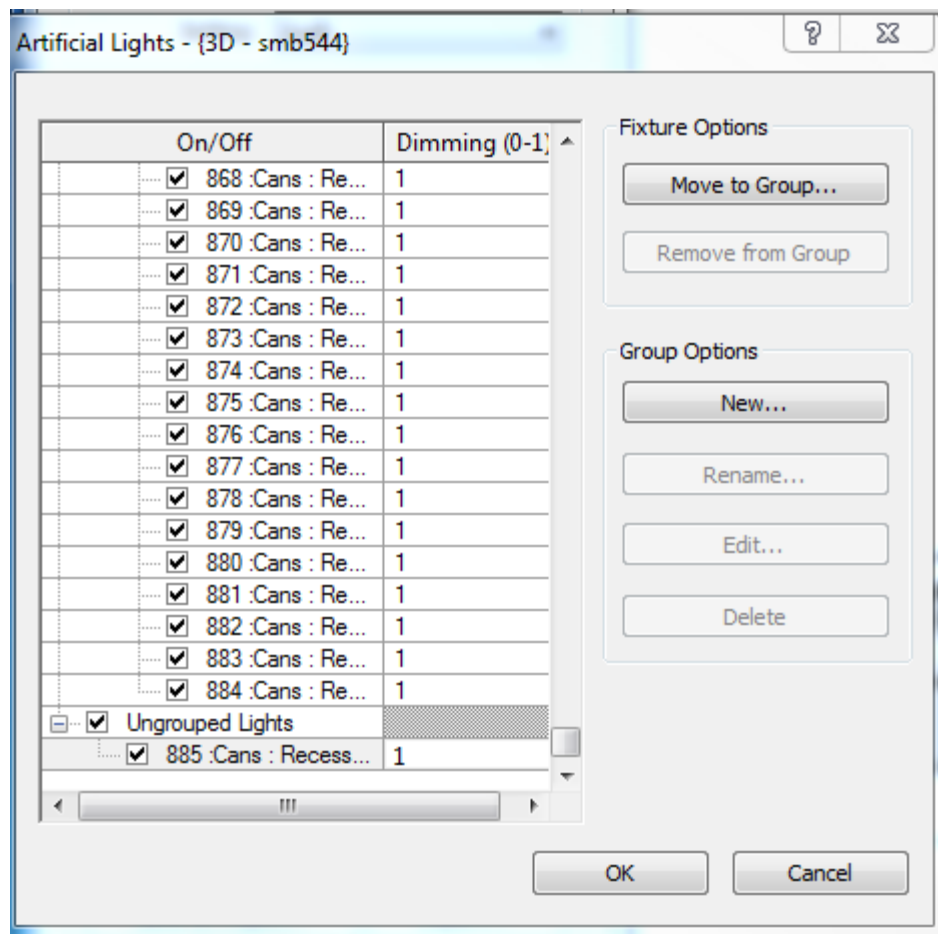 Artificial Lights - {3D - smb544}
On/Off Dimming (0-1)
868 :Cans : Re... 1
869 :Cans : Re... 1
870 :Cans : Re... 1
871 :Cans : Re... 1
872 :Cans : Re... 1
873 :Cans : Re... 1
874 :Cans : Re... 1
875 :Cans : Re... 1
876 :Cans : Re... 1
877 :Cans : Re... 1
878 :Cans : Re... 1
879 :Cans : Re... 1
880 :Cans : Re... 1
881 :Cans : Re... 1
882 :Cans : Re... 1
883 :Cans : Re... 1
884 :Cans : Re... 1
Ungrouped Lights
885 :Cans : Recess... 1
Fixture Options
Move to Group...
Remove from Group
Group Options
New...
Rename...
Edit...
Delete
OK Cancel